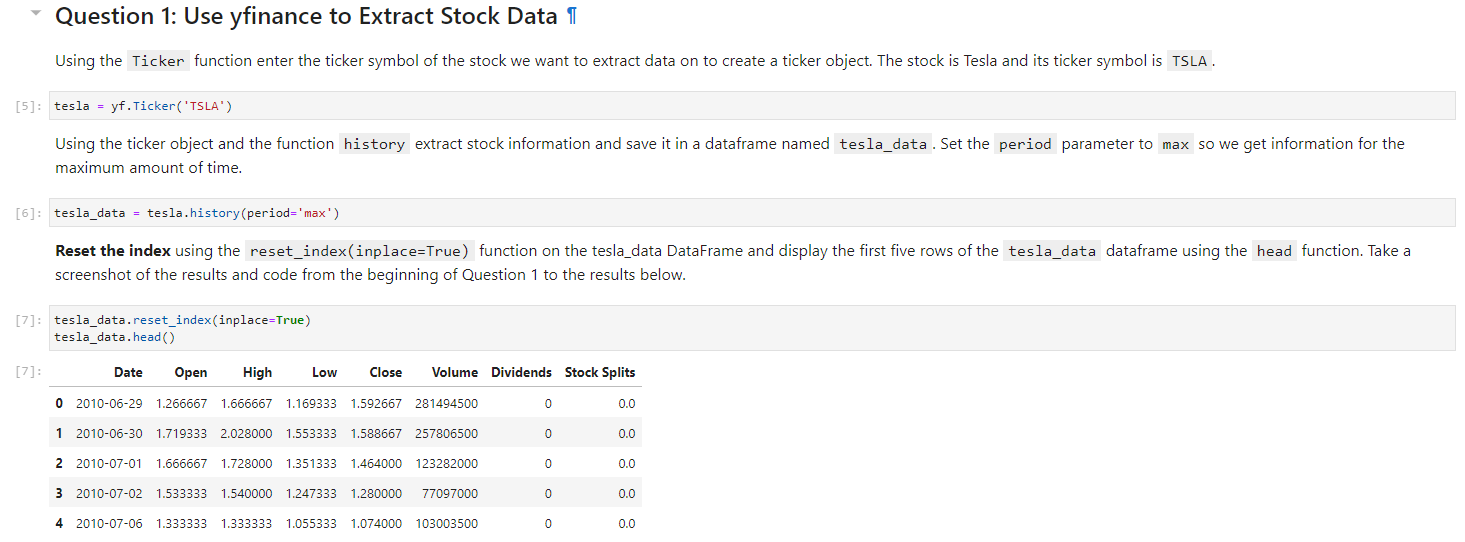 Question 1: Use yfinance to Extract Stock Data ¶
Using the Ticker function enter the ticker symbol of the stock we want to extract data on to create a ticker object. The stock is Tesla and its ticker symbol is TSLA .
[5]: tesla = yf.Ticker('TSLA')
Using the ticker object and the function history extract stock information and save it in a dataframe named tesla_data . Set the period parameter to max so we get information for the
maximum amount of time.
[6]: tesla_data = tesla.history(period='max')
Reset the index using the reset_index(inplace=True) function on the tesla_data DataFrame and display the first five rows of the tesla_data dataframe using the head function. Take a
screenshot of the results and code from the beginning of Question 1 to the results below.
[7]: tesla_data.reset_index(inplace=True)
tesla_data.head()
[7]: Date Open High Low Close Volume Dividends Stock Splits
0 2010-06-29 1.266667 1.666667 1.169333 1.592667 281494500 0 0.0
1 2010-06-30 1.719333 2.028000 1.553333 1.588667 257806500 0 0.0
2 2010-07-01 1.666667 1.728000 1.351333 1.464000 123282000 0 0.0
3 2010-07-02 1.533333 1.540000 1.247333 1.280000 77097000 0 0.0
4 2010-07-06 1.333333 1.333333 1.055333 1.074000 103003500 0 0.0